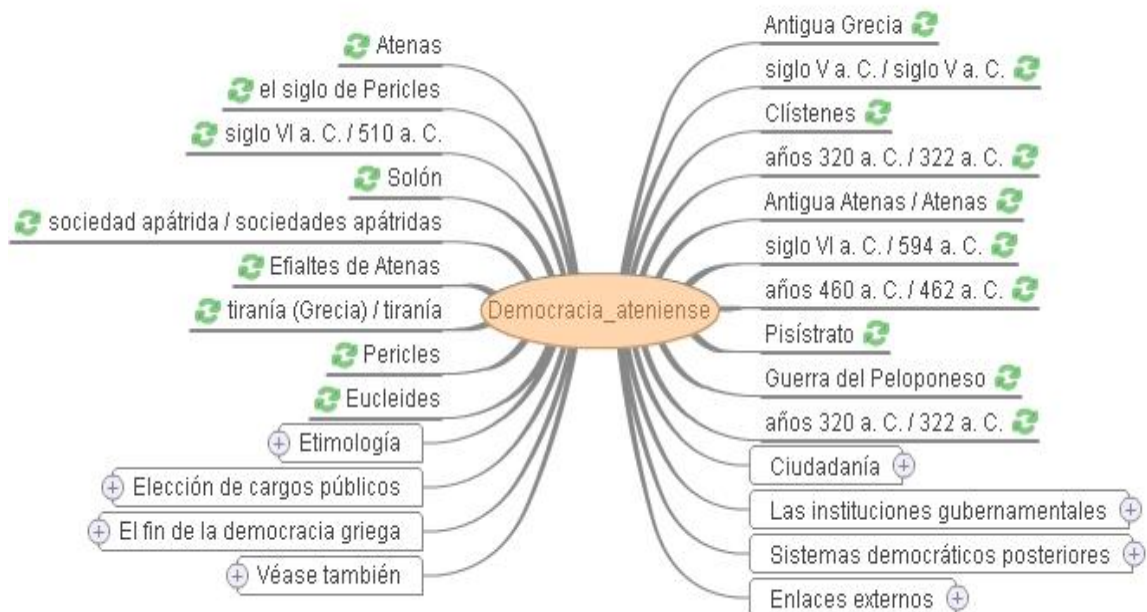 Atenas
el siglo de Pericles
siglo VI a. C. / 510 a. C.
Solón
sociedad apátrida / sociedades apátridas
Efialtes de Atenas
tiranía (Grecia) / tiranía
Pericles
Eucleides
Etimología
Elección de cargos públicos
El fin de la democracia griega
Véase también
Democracia_ateniense
Antigua Grecia
siglo V a. C. / siglo V a. C.
Clístenes
años 320 a. C. / 322 a. C.
Antigua Atenas / Atenas
siglo VI a. C. / 594 a. C.
años 460 a. C. / 462 a. C.
Pisístrato
Guerra del Peloponeso
años 320 a. C. / 322 a. C.
Ciudadanía
Las instituciones gubernamentales
Sistemas democráticos posteriores
Enlaces externos